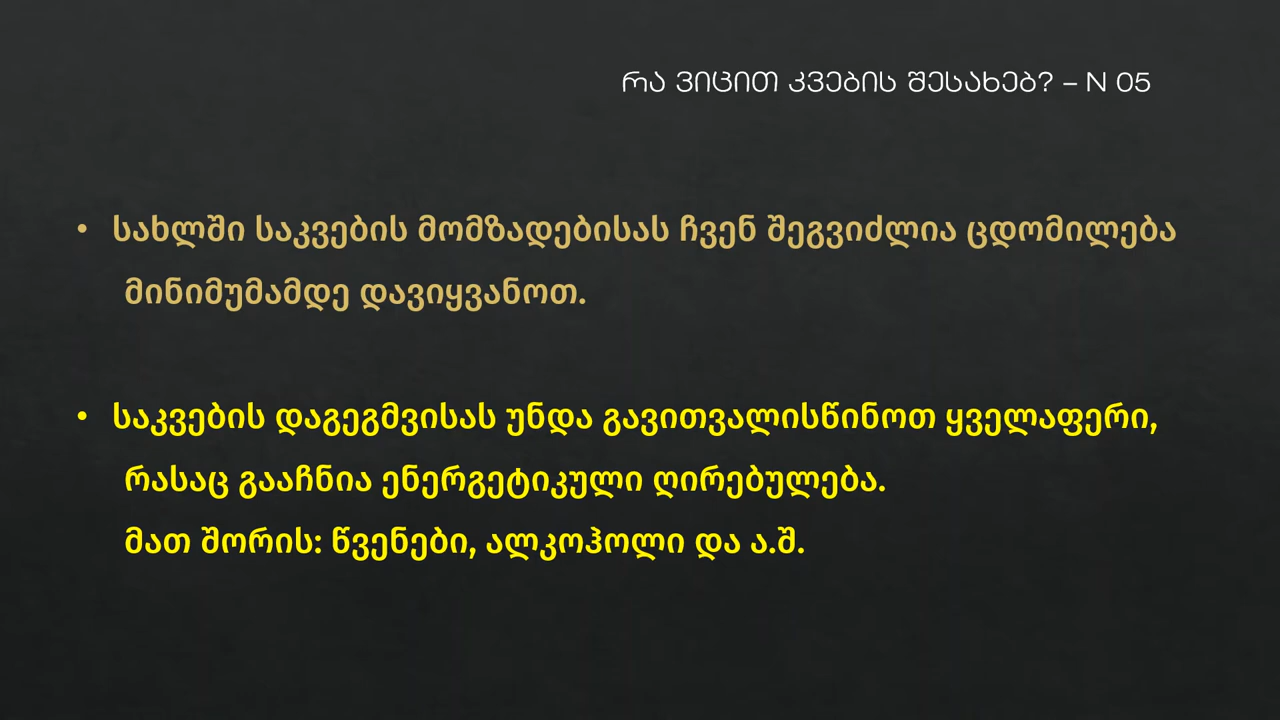 რა ვიცით კვების შესახებ? – N 05
• სახლში საკვების მომზადებისას ჩვენ შეგვიძლია ცდომილება
მინიმუმამდე დავიყვანოთ.
• საკვების დაგეგმვისას უნდა გავითვალისწინოთ ყველაფერი,
რასაც გააჩნია ენერგეტიკული ღირებულება.
მათ შორის: წვენები, ალკოჰოლი და ა.შ.